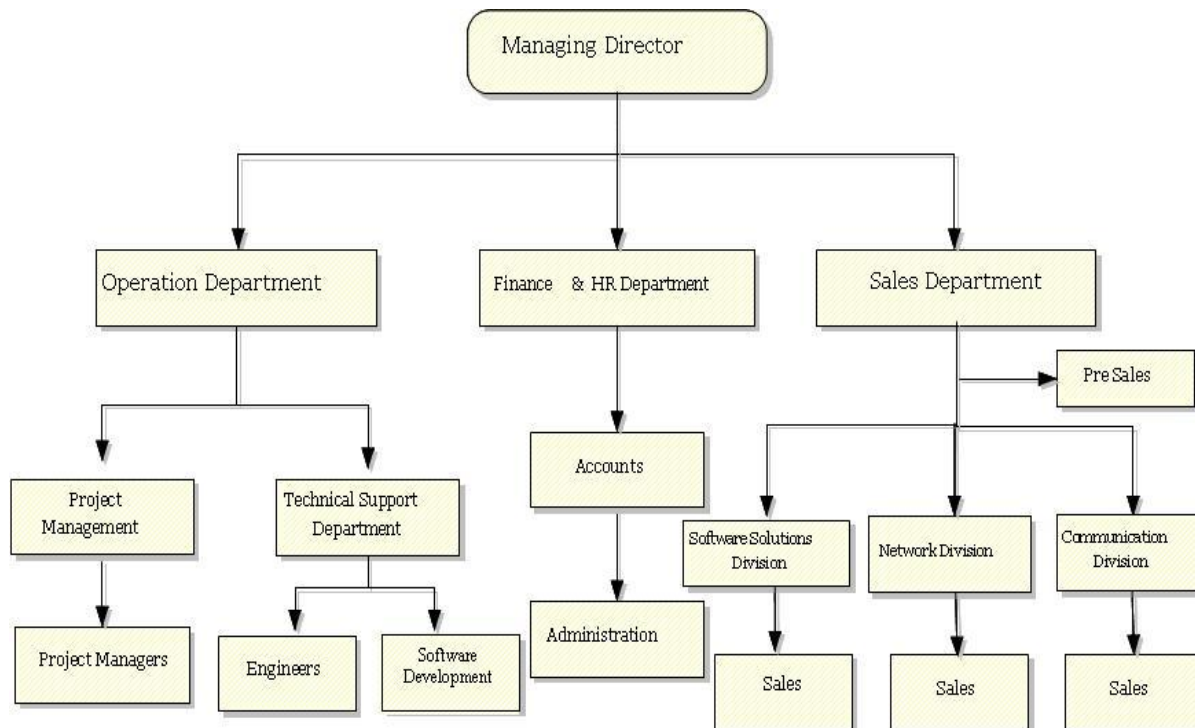 Managing Director
Operation Department
Finance & HR Department
Sales Department
Pre Sales
Project
Management
Technical Support
Department
Accounts
Software Solutions
Division
Network Division
Communication
Division
Project Managers
Engineers
Software
Development
Administration
Sales
Sales
Sales